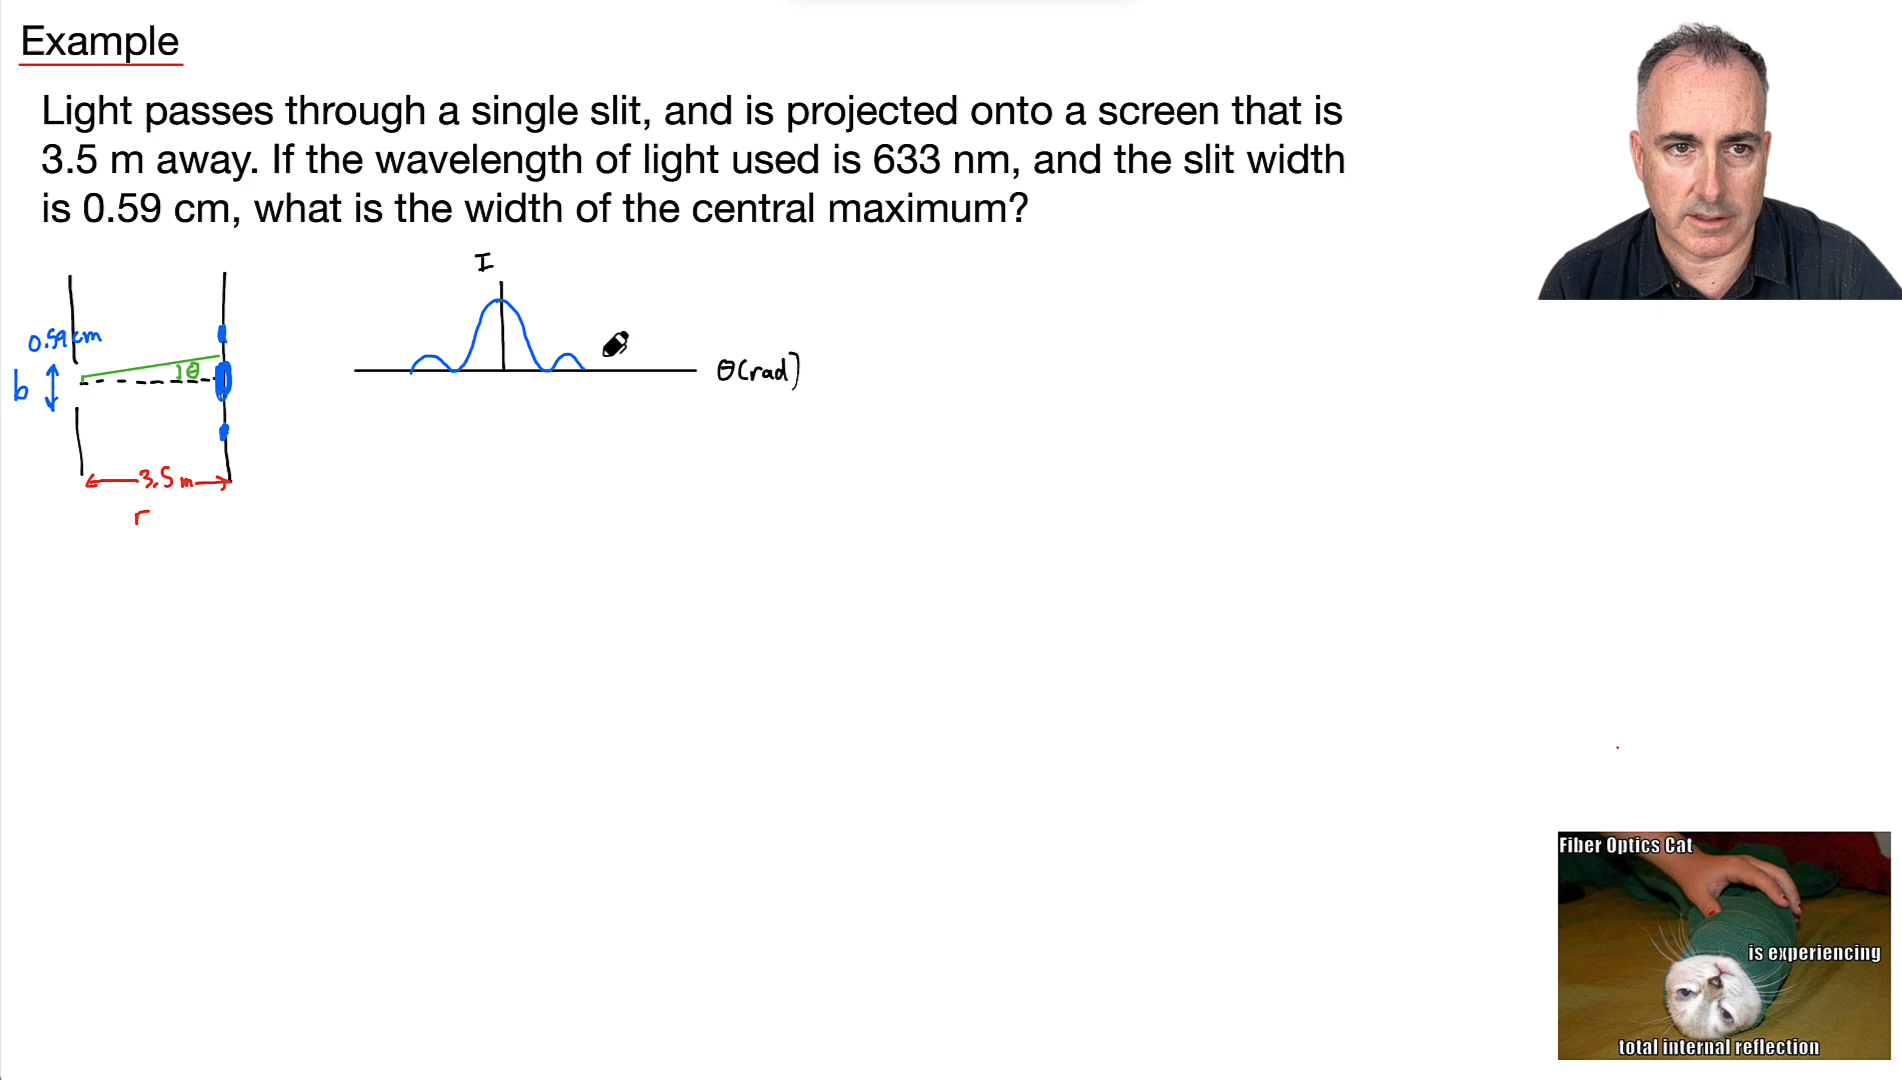 Example
Light passes through a single slit, and is projected onto a screen that is
3.5 m away. If the wavelength of light used is 633 nm, and the slit width
is 0.59 cm, what is the width of the central maximum?
I
0.59 cm
θ
b
θ(rad)
3.5 m
r
Fiber Optics Cat
is experiencing
total internal reflection